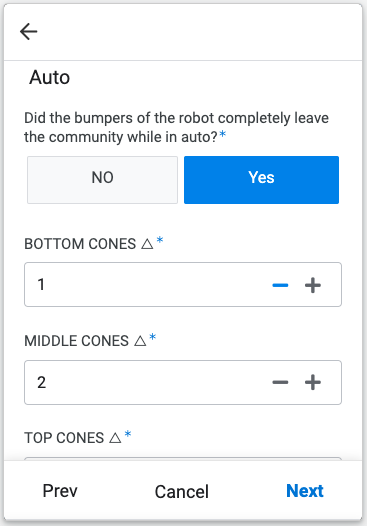 Auto
Did the bumpers of the robot completely leave
the community while in auto?*
NO
Yes
BOTTOM CONES △*
1
MIDDLE CONES △*
2
TOP CONES △*
Prev
Cancel
Next